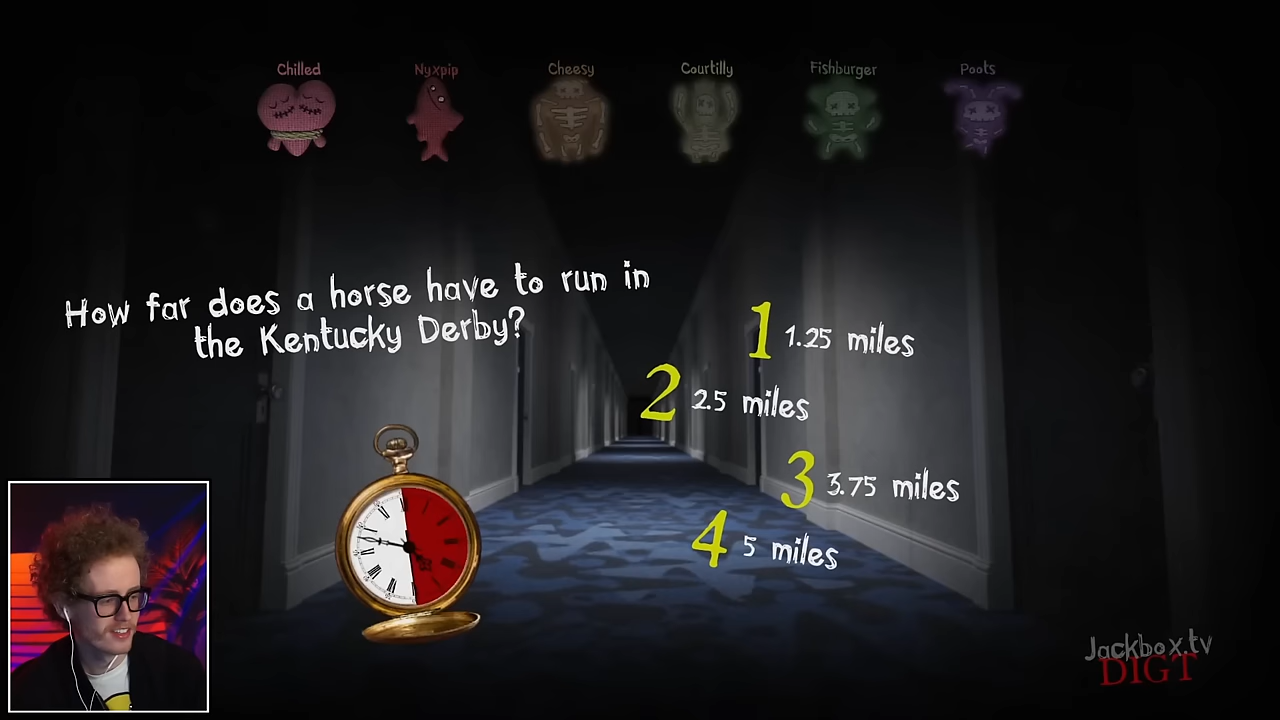 Chilled
Nyxpip
Cheesy
Courtilly
Fishburger
Poots
How far does a horse have to run in
the Kentucky Derby?
1 1.25 miles
2 2.5 miles
3 3.75 miles
4 5 miles
Jackbox.tv
DIGT